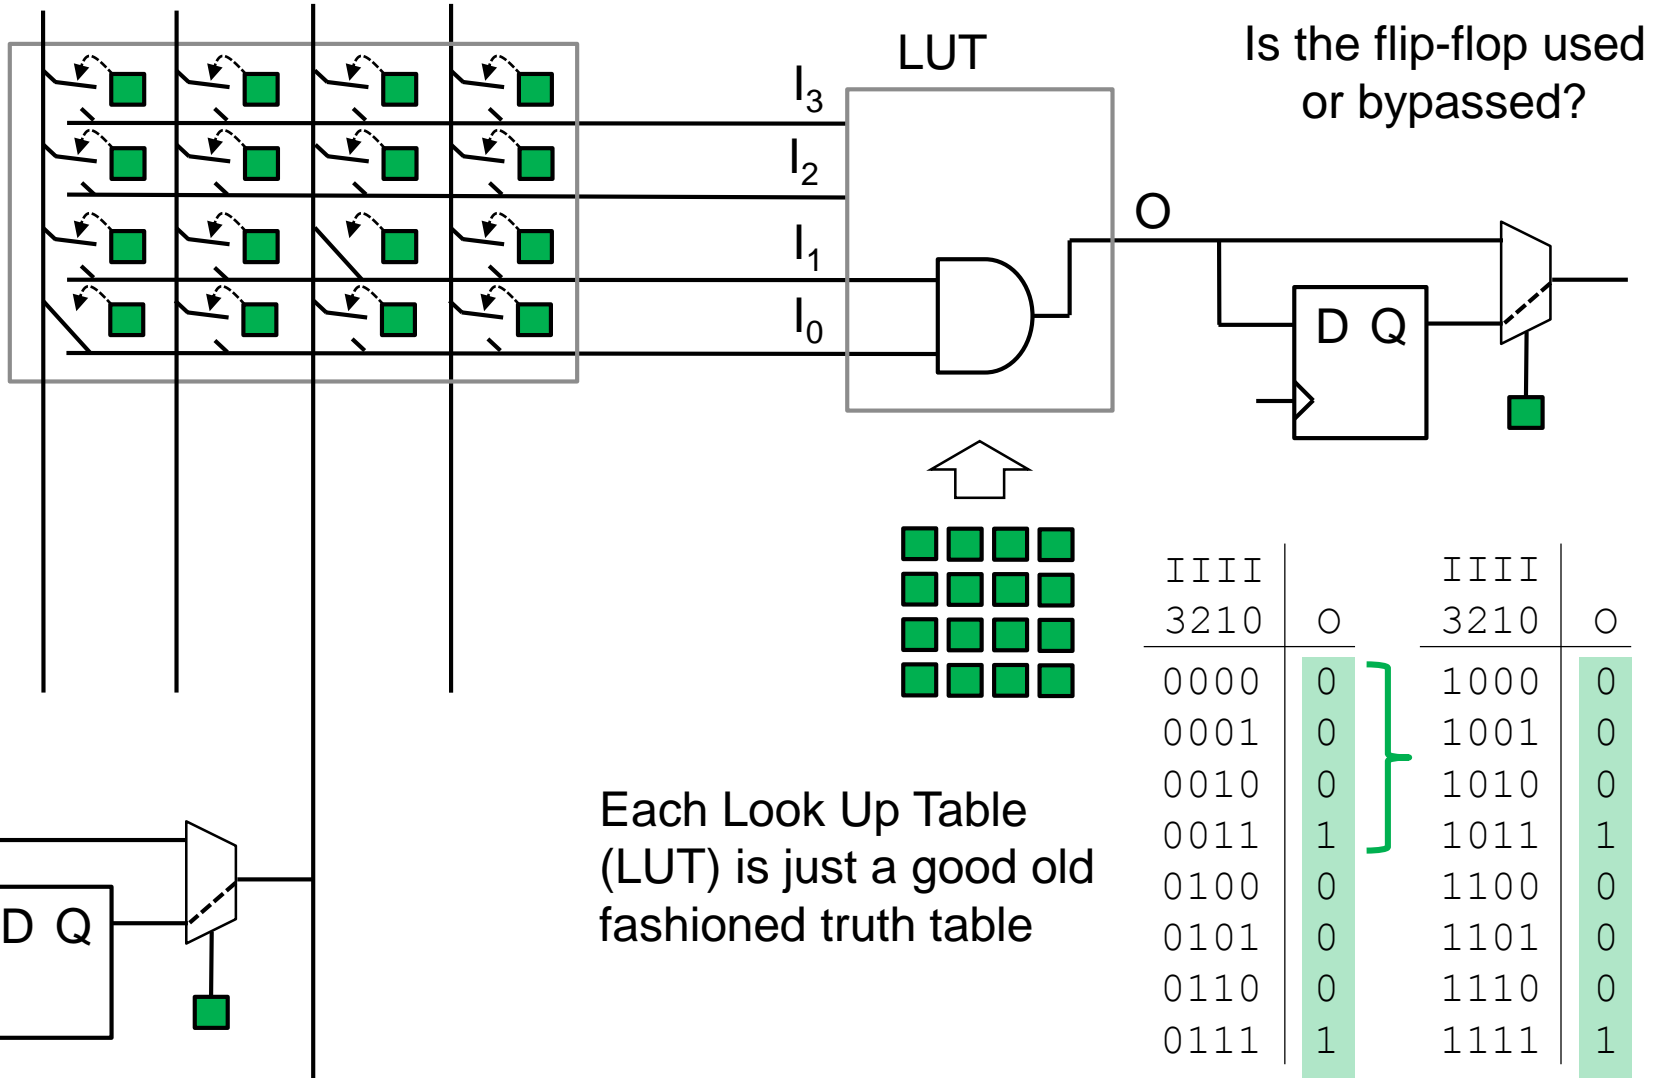 LUT
Is the flip-flop used
or bypassed?
I3
I2
I1
I0
O
D Q
IIII
3210 O
0000 0
0001 0
0010 0
0011 1
0100 0
0101 0
0110 0
0111 1
IIII
3210 O
1000 0
1001 0
1010 0
1011 1
1100 0
1101 0
1110 0
1111 1
Each Look Up Table
(LUT) is just a good old
fashioned truth table
D Q